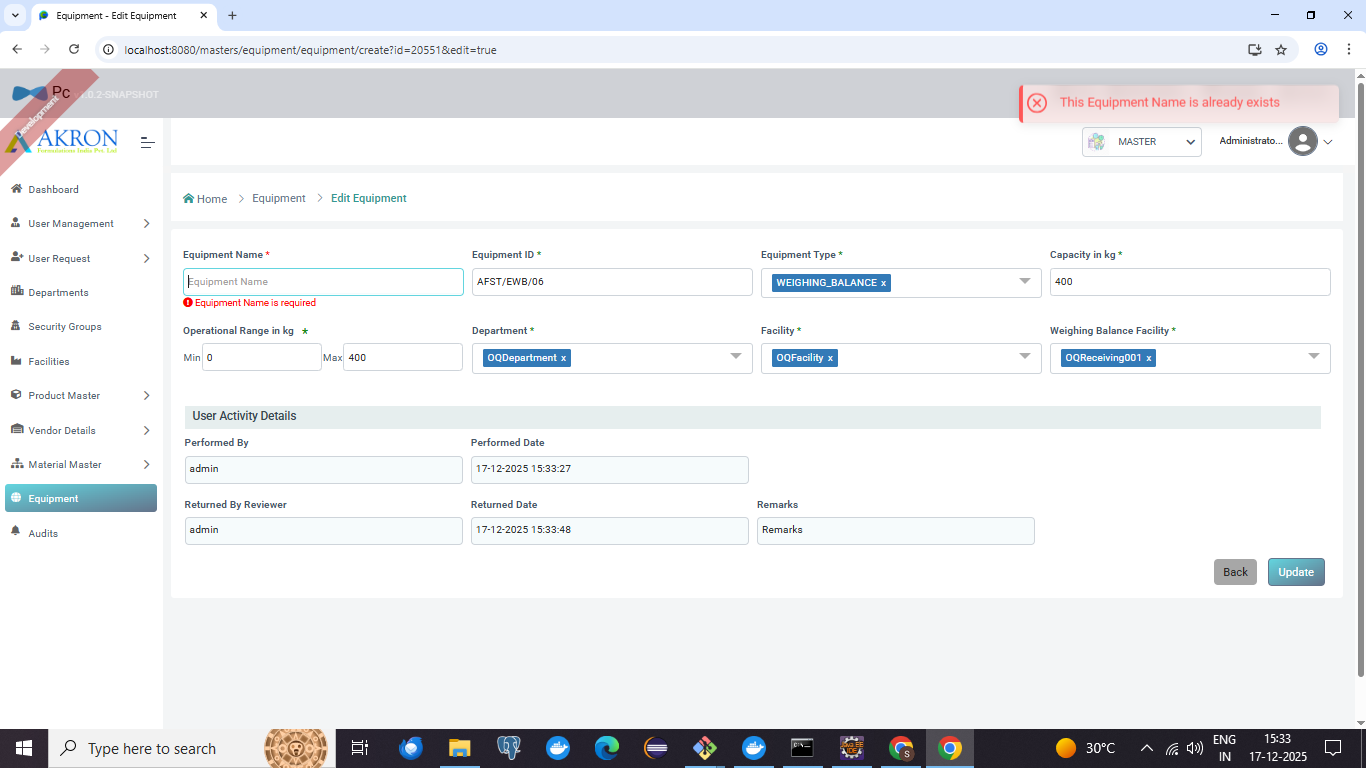 Equipment - Edit Equipment
localhost:8080/masters/equipment/equipment/create?id=20551&edit=true
Pc
.0.2-SNAPSHOT
Development
This Equipment Name is already exists
AKRON
Formulations India Pvt Ltd
MASTER
Administrato...
Dashboard
User Management
User Request
Departments
Security Groups
Facilities
Product Master
Vendor Details
Material Master
Equipment
Audits
Home > Equipment > Edit Equipment
Equipment Name * Equipment ID * Equipment Type * Capacity in kg *
Equipment Name AFST/EWB/06 WEIGHING_BALANCE x 400
Equipment Name is required
Operational Range in kg * Department * Facility * Weighing Balance Facility *
Min 0 Max 400 OQDepartment x OQFacility x OQReceiving001 x
User Activity Details
Performed By Performed Date
admin 17-12-2025 15:33:27
Returned By Reviewer Returned Date Remarks
admin 17-12-2025 15:33:48 Remarks
Back Update
Type here to search
30°C
ENG
IN
15:33
17-12-2025